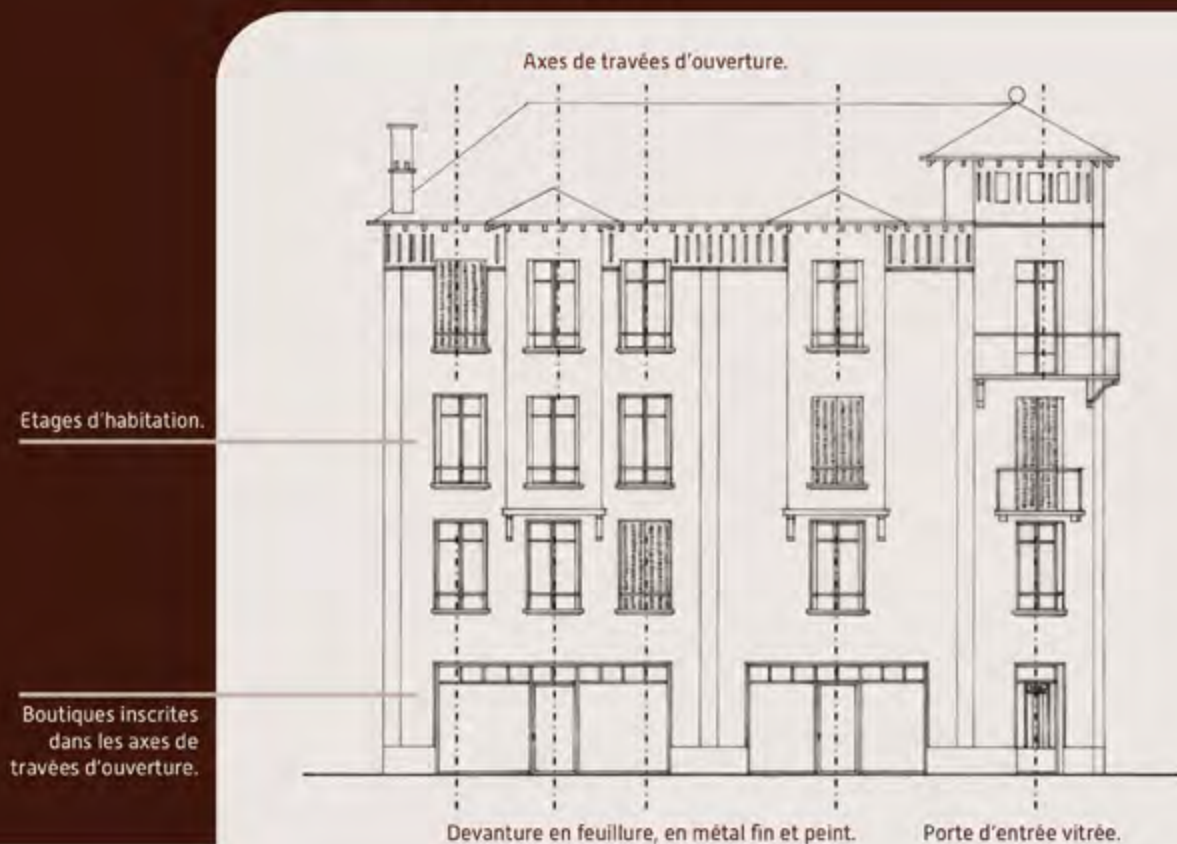 Axes de travées d'ouverture.
Etages d'habitation.
Boutiques inscrites
dans les axes de
travées d'ouverture.
Devanture en feuillure, en métal fin et peint.
Porte d'entrée vitrée.